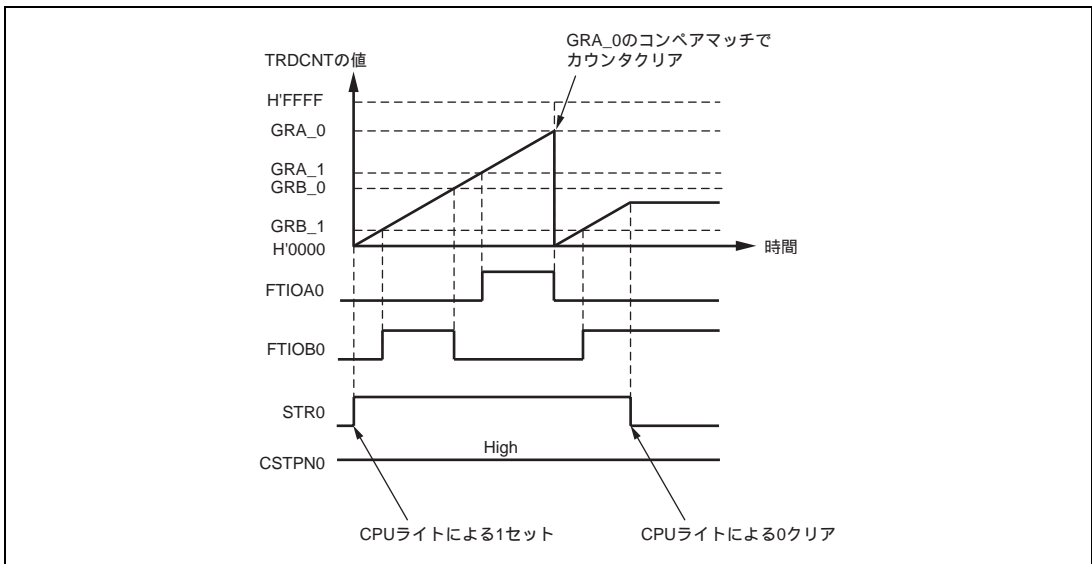 GRA_0のコンペアマッチで
カウンタクリア
TRDCNTの値
H'FFFF
GRA_0
GRA_1
GRB_0
GRB_1
H'0000
時間
FTIOA0
FTIOB0
STR0
High
CSTPN0
CPUライトによる1セット
CPUライトによる0クリア